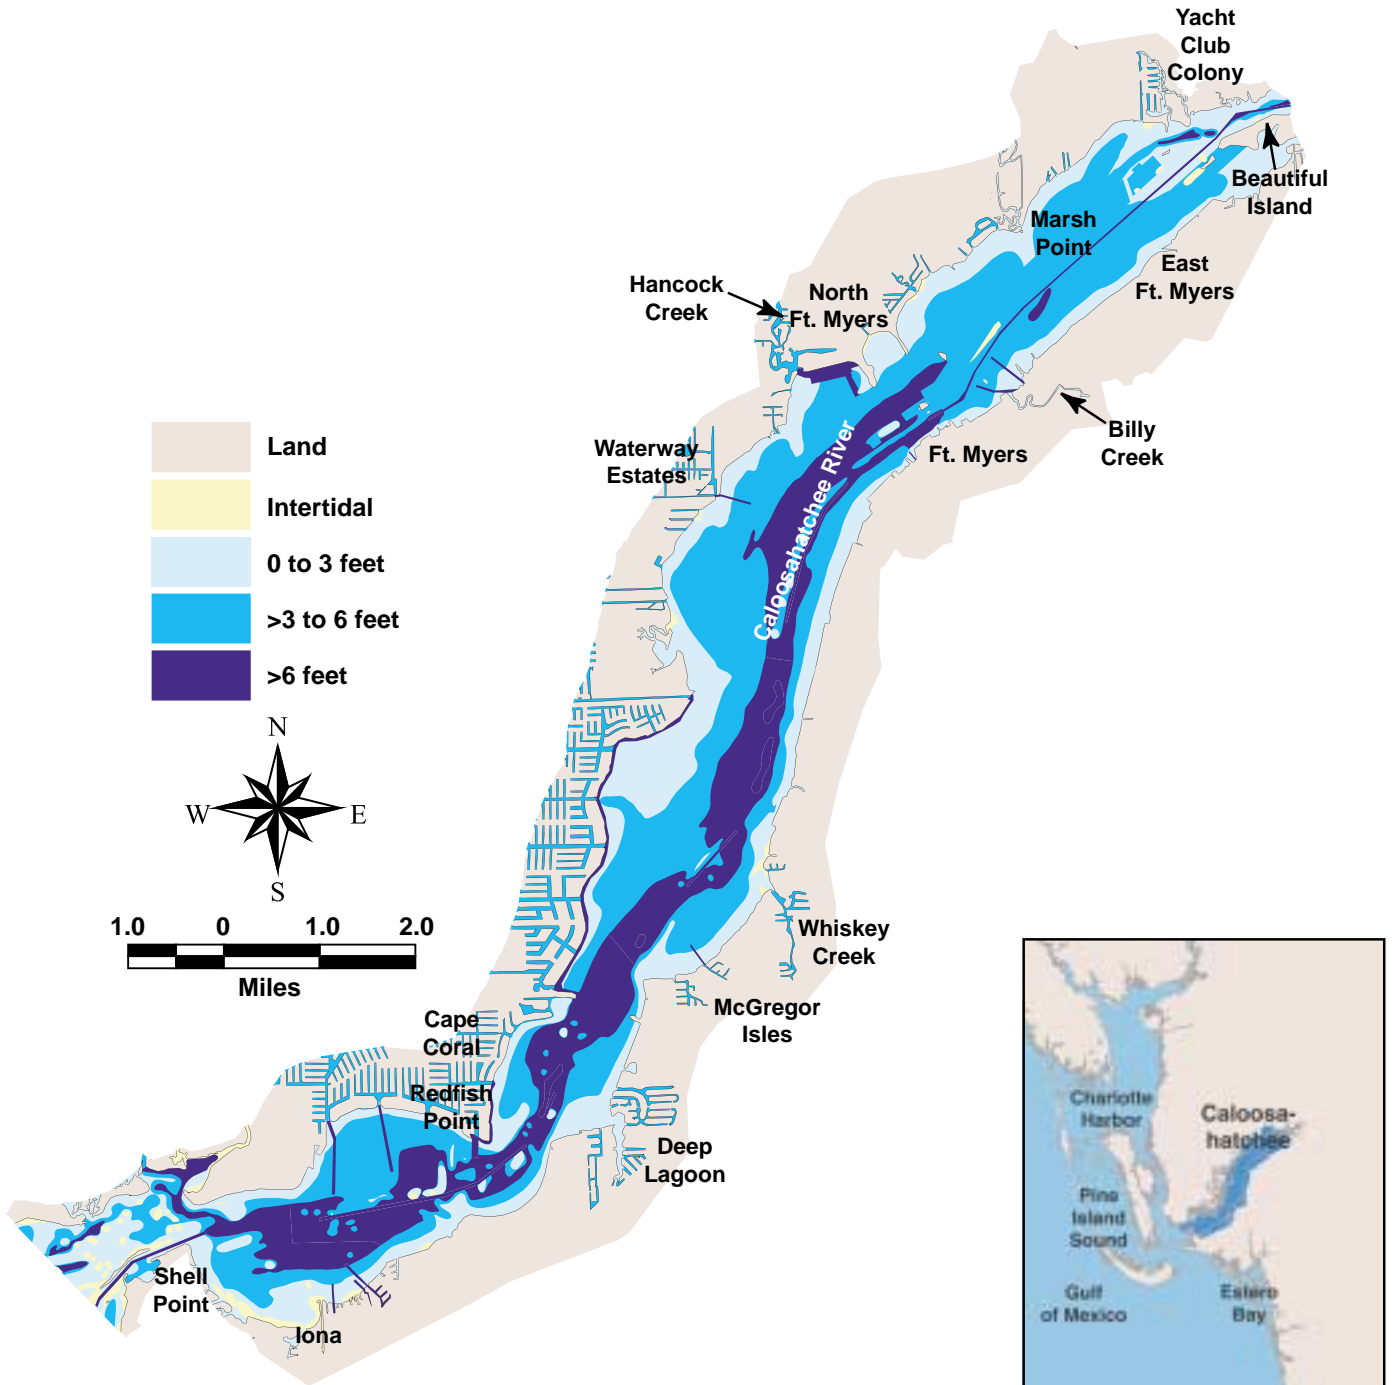 Yacht
Club
Colony
Beautiful
Island
Marsh
Point
East
Ft. Myers
Hancock
Creek
North
Ft. Myers
Billy
Creek
Ft. Myers
Waterway
Estates
Caloosahatchee River
Land
Intertidal
0 to 3 feet
>3 to 6 feet
>6 feet
N
W
E
S
1.0
0
1.0
2.0
Miles
Whiskey
Creek
McGregor
Isles
Cape
Coral
Redfish
Point
Deep
Lagoon
Shell
Point
Iona
Charlotte
Harbor
Caloosa-
hatchee
Pine
Island
Sound
Gulf
of Mexico
Estero
Bay